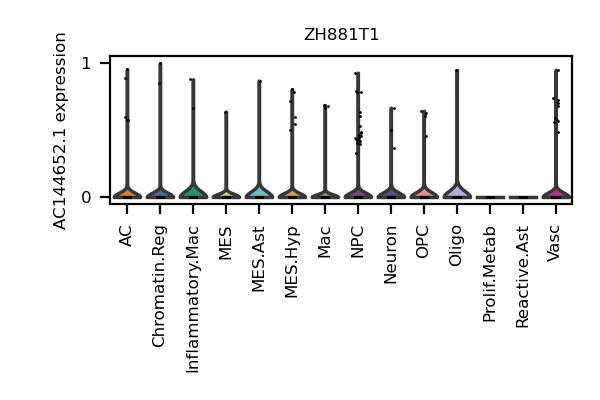 ZH881T1
AC144652.1 expression
1
0
AC
Chromatin.Reg
Inflammatory.Mac
MES
MES.Ast
MES.Hyp
Mac
NPC
Neuron
OPC
Oligo
Prolif.Metab
Reactive.Ast
Vasc